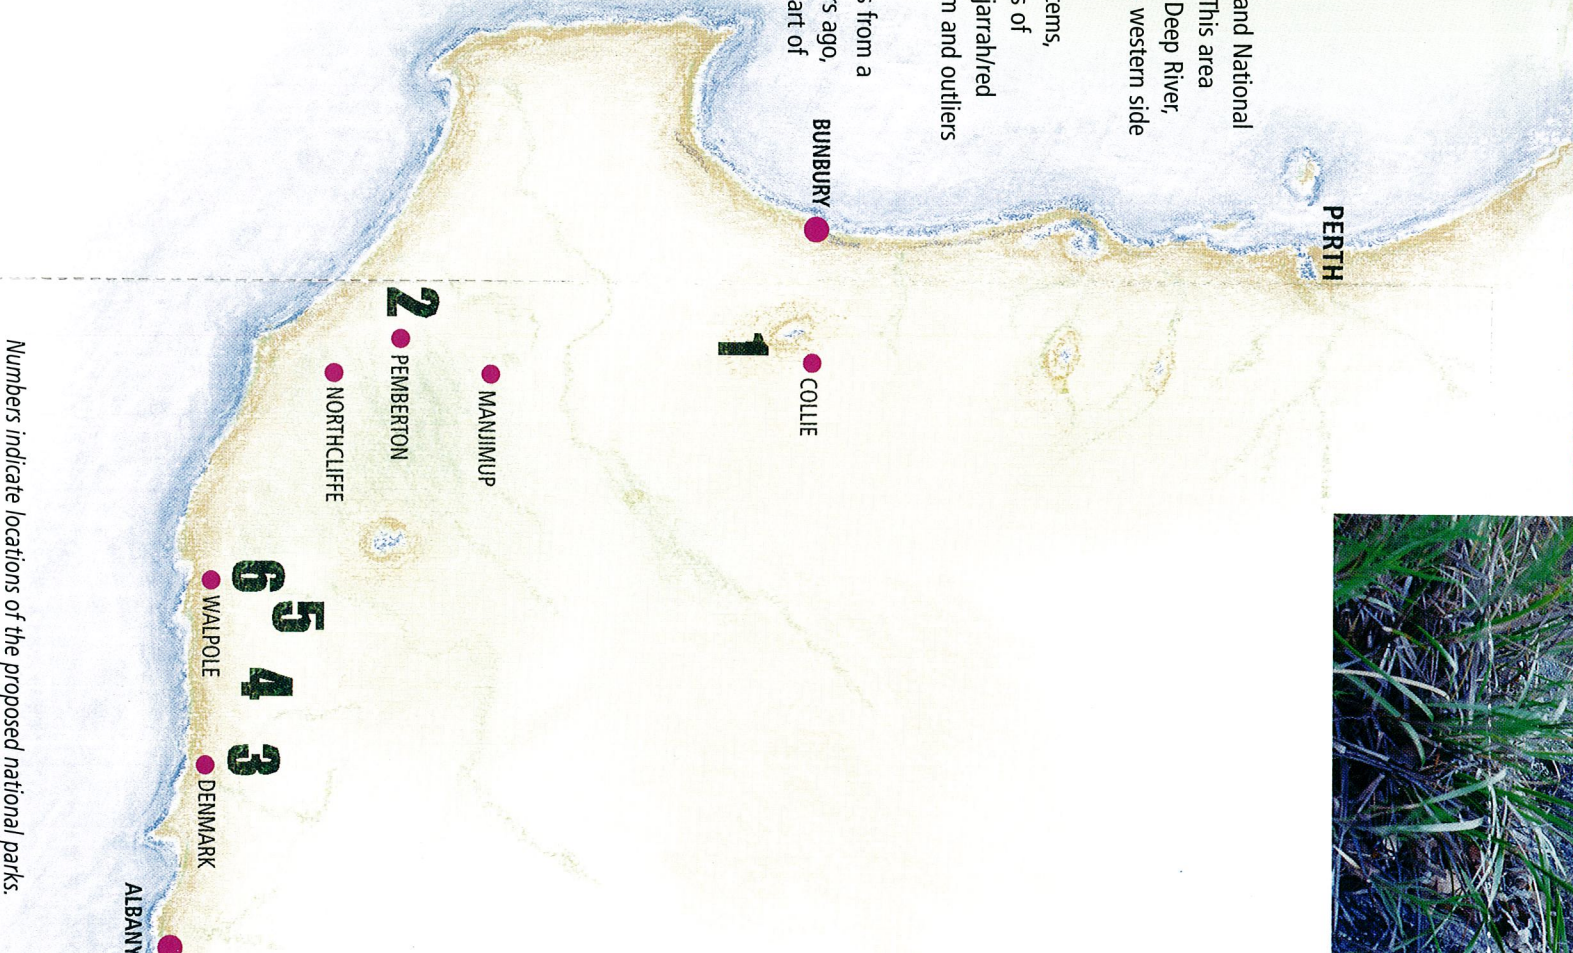 and National
This area
Deep River,
western side
tems,
s of
jarrah/red
m and outliers
s from a
rs ago,
art of
PERTH
BUNBURY
COLLIE
1
MANJIMUP
2
PEMBERTON
NORTHCLIFFE
5
6
4
3
WALPOLE
DENMARK
ALBANY
Numbers indicate locations of the proposed national parks.